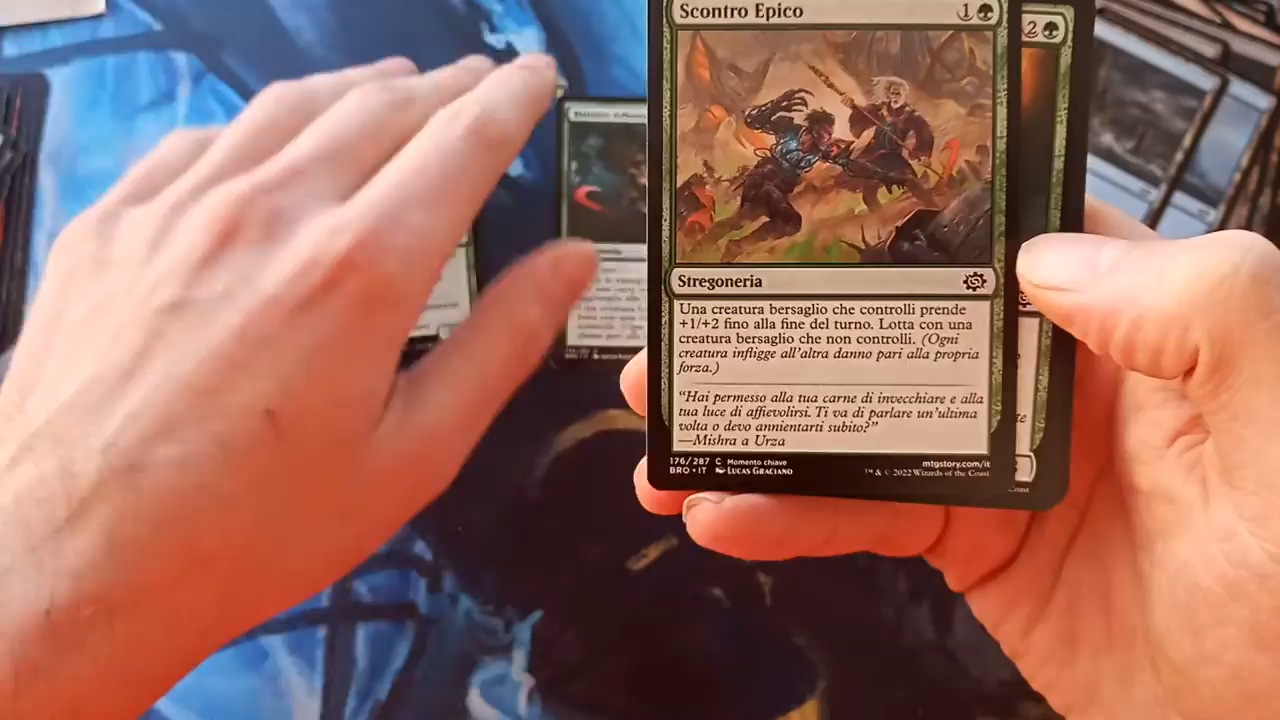 Scontro Epico 1
2
Stregoneria
Una creatura bersaglio che controlli prende
+1/+2 fino alla fine del turno. Lotta con una
creatura bersaglio che non controlli. (Ogni
creatura infligge all'altra danno pari alla propria
forza.)
"Hai permesso alla tua carne di invecchiare e alla
tua luce di affievolirsi. Ti va di parlare un'ultima
volta o devo annientarti subito?"
—Mishra a Urza
176/287 C Momento chiave
BRO • IT LUCAS GRACIANO
mtgstory.com/it
™ & © 2022 Wizards of the Coast
Coast